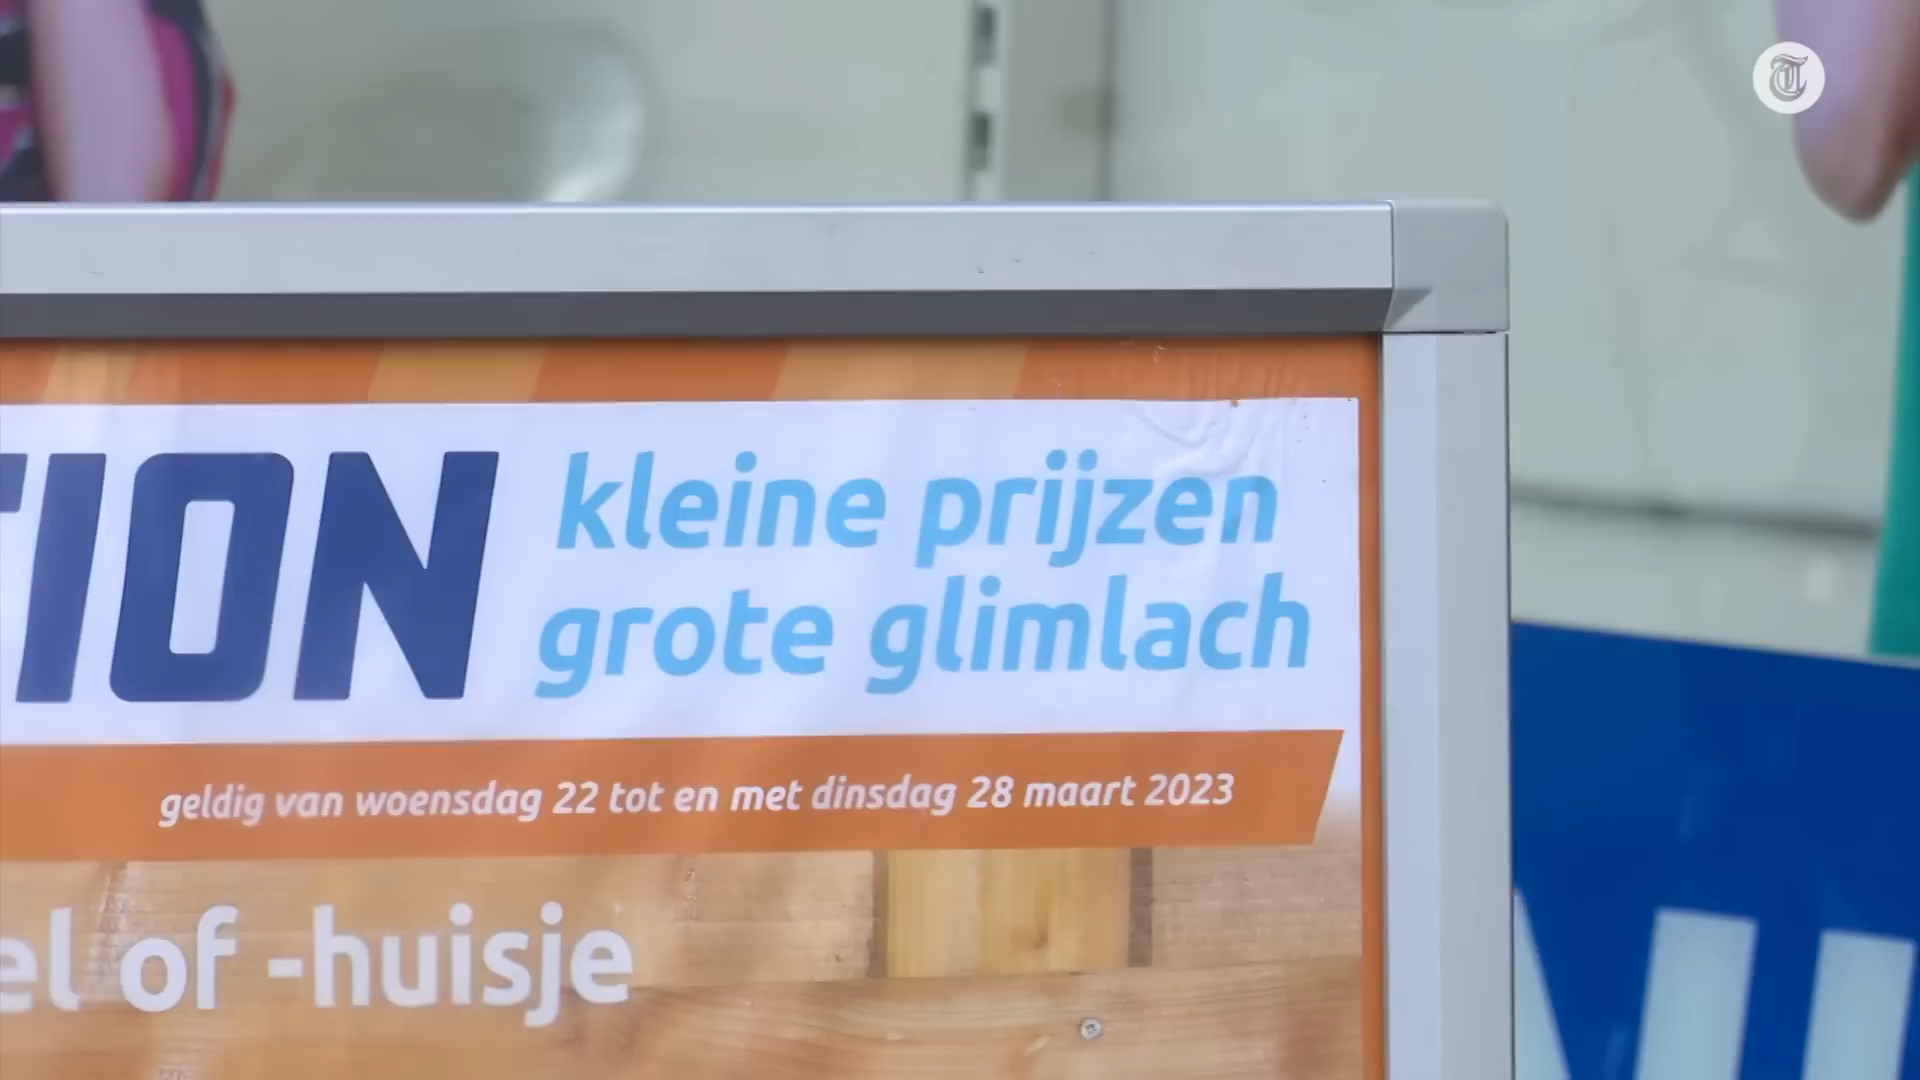 TION
kleine prijzen
grote glimlach
geldig van woensdag 22 tot en met dinsdag 28 maart 2023
el of -huisje